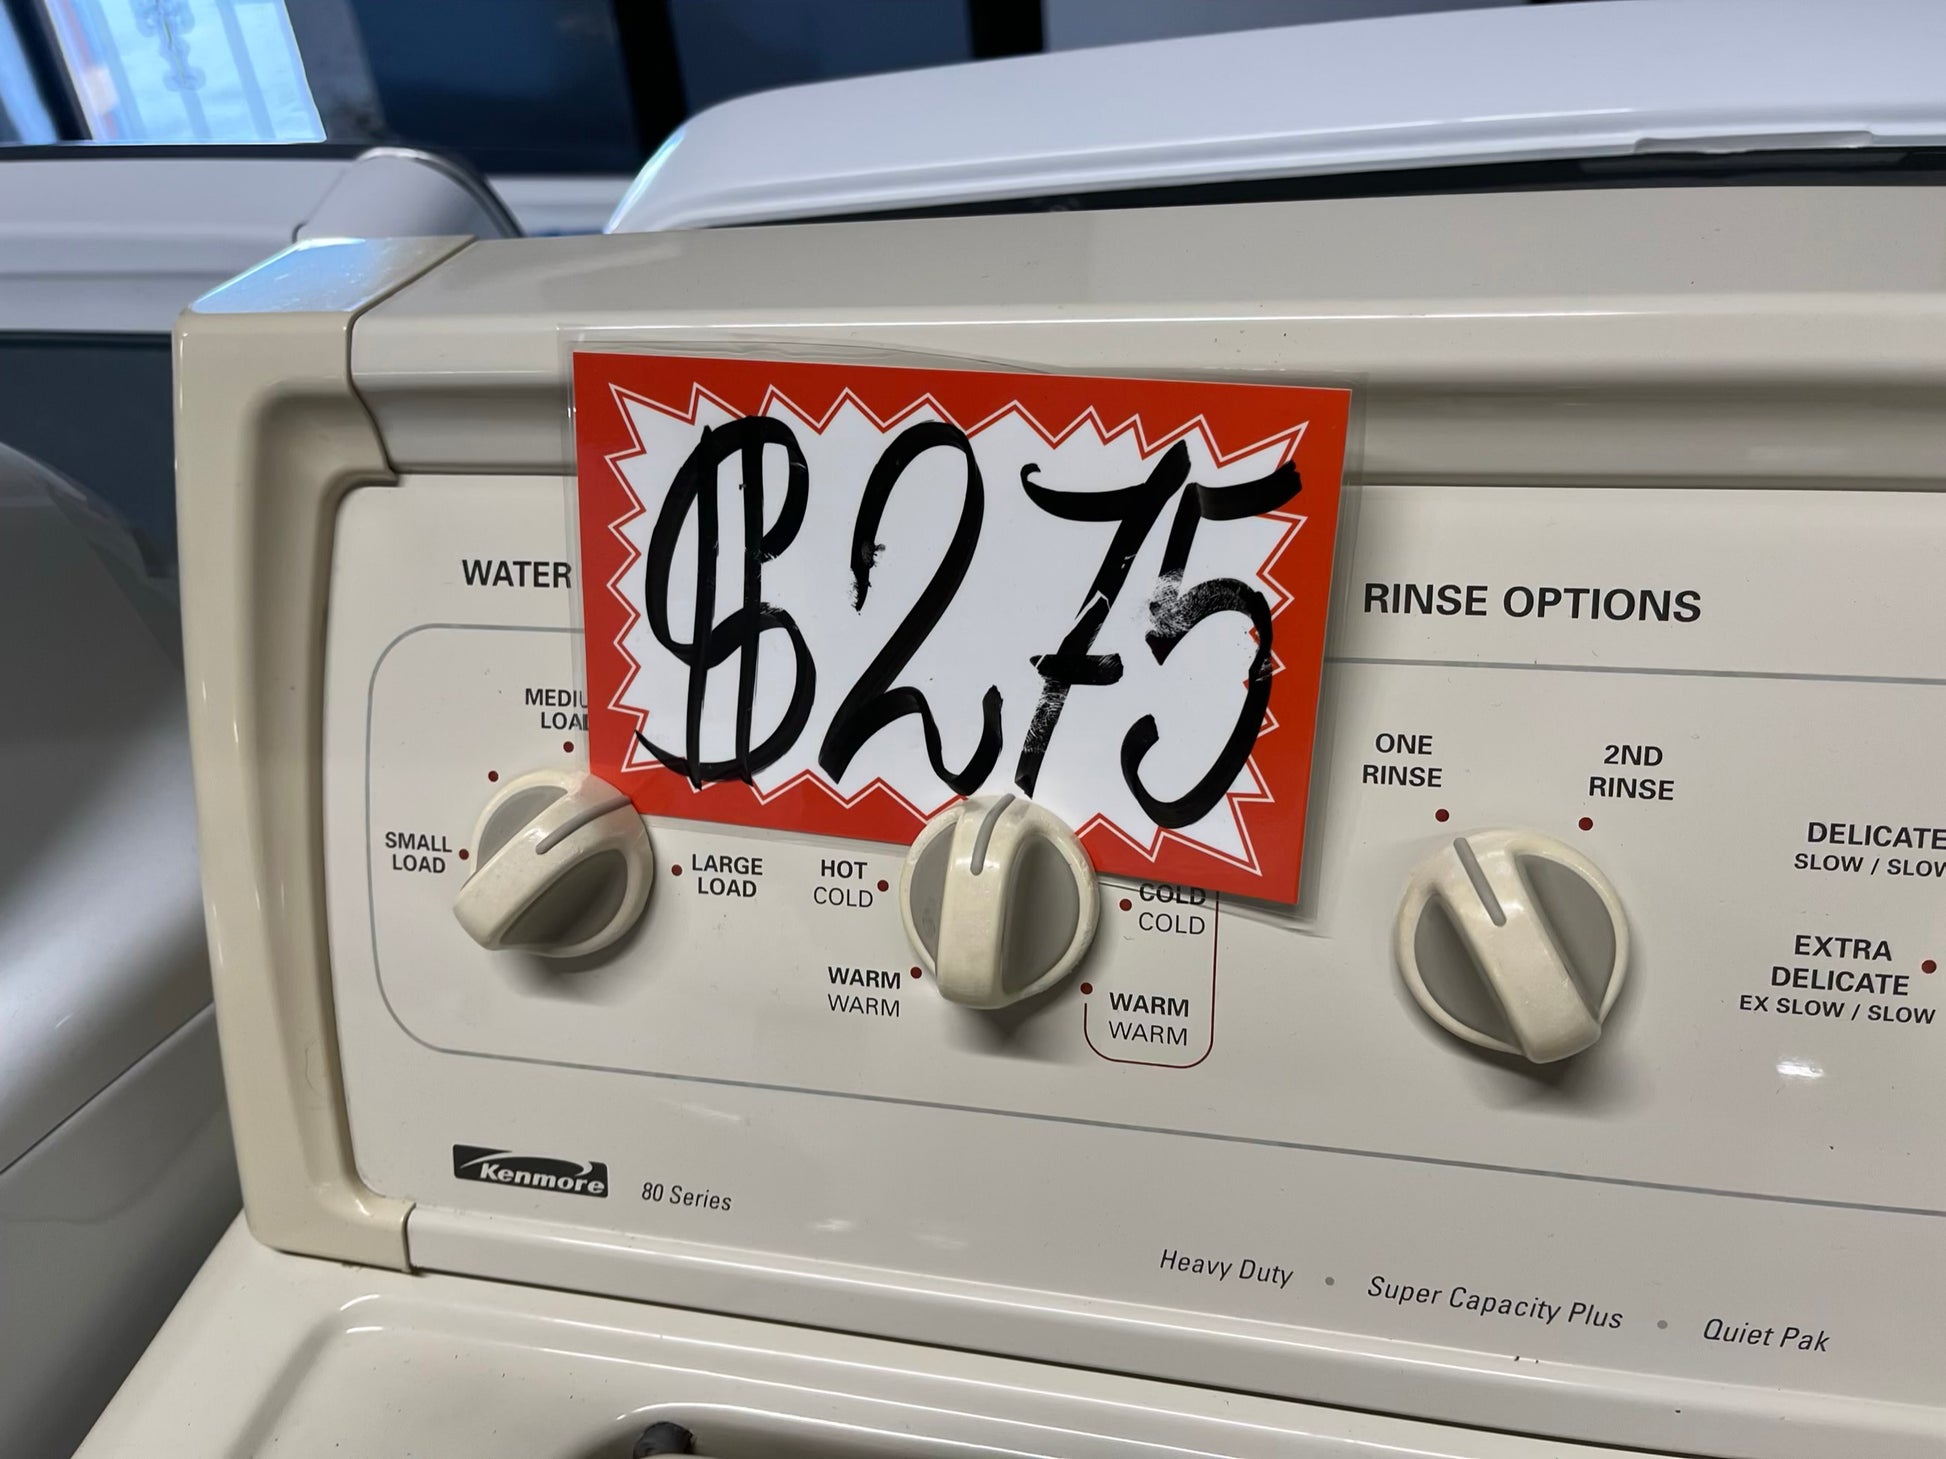 $275
WATER
RINSE OPTIONS
MEDIU
LOAD
SMALL
LOAD
LARGE
LOAD
HOT
COLD
WARM
WARM
COLD
COLD
WARM
WARM
ONE
RINSE
2ND
RINSE
DELICATE
SLOW / SLOW
EXTRA
DELICATE
EX SLOW / SLOW
Kenmore 80 Series
Heavy Duty • Super Capacity Plus • Quiet Pak